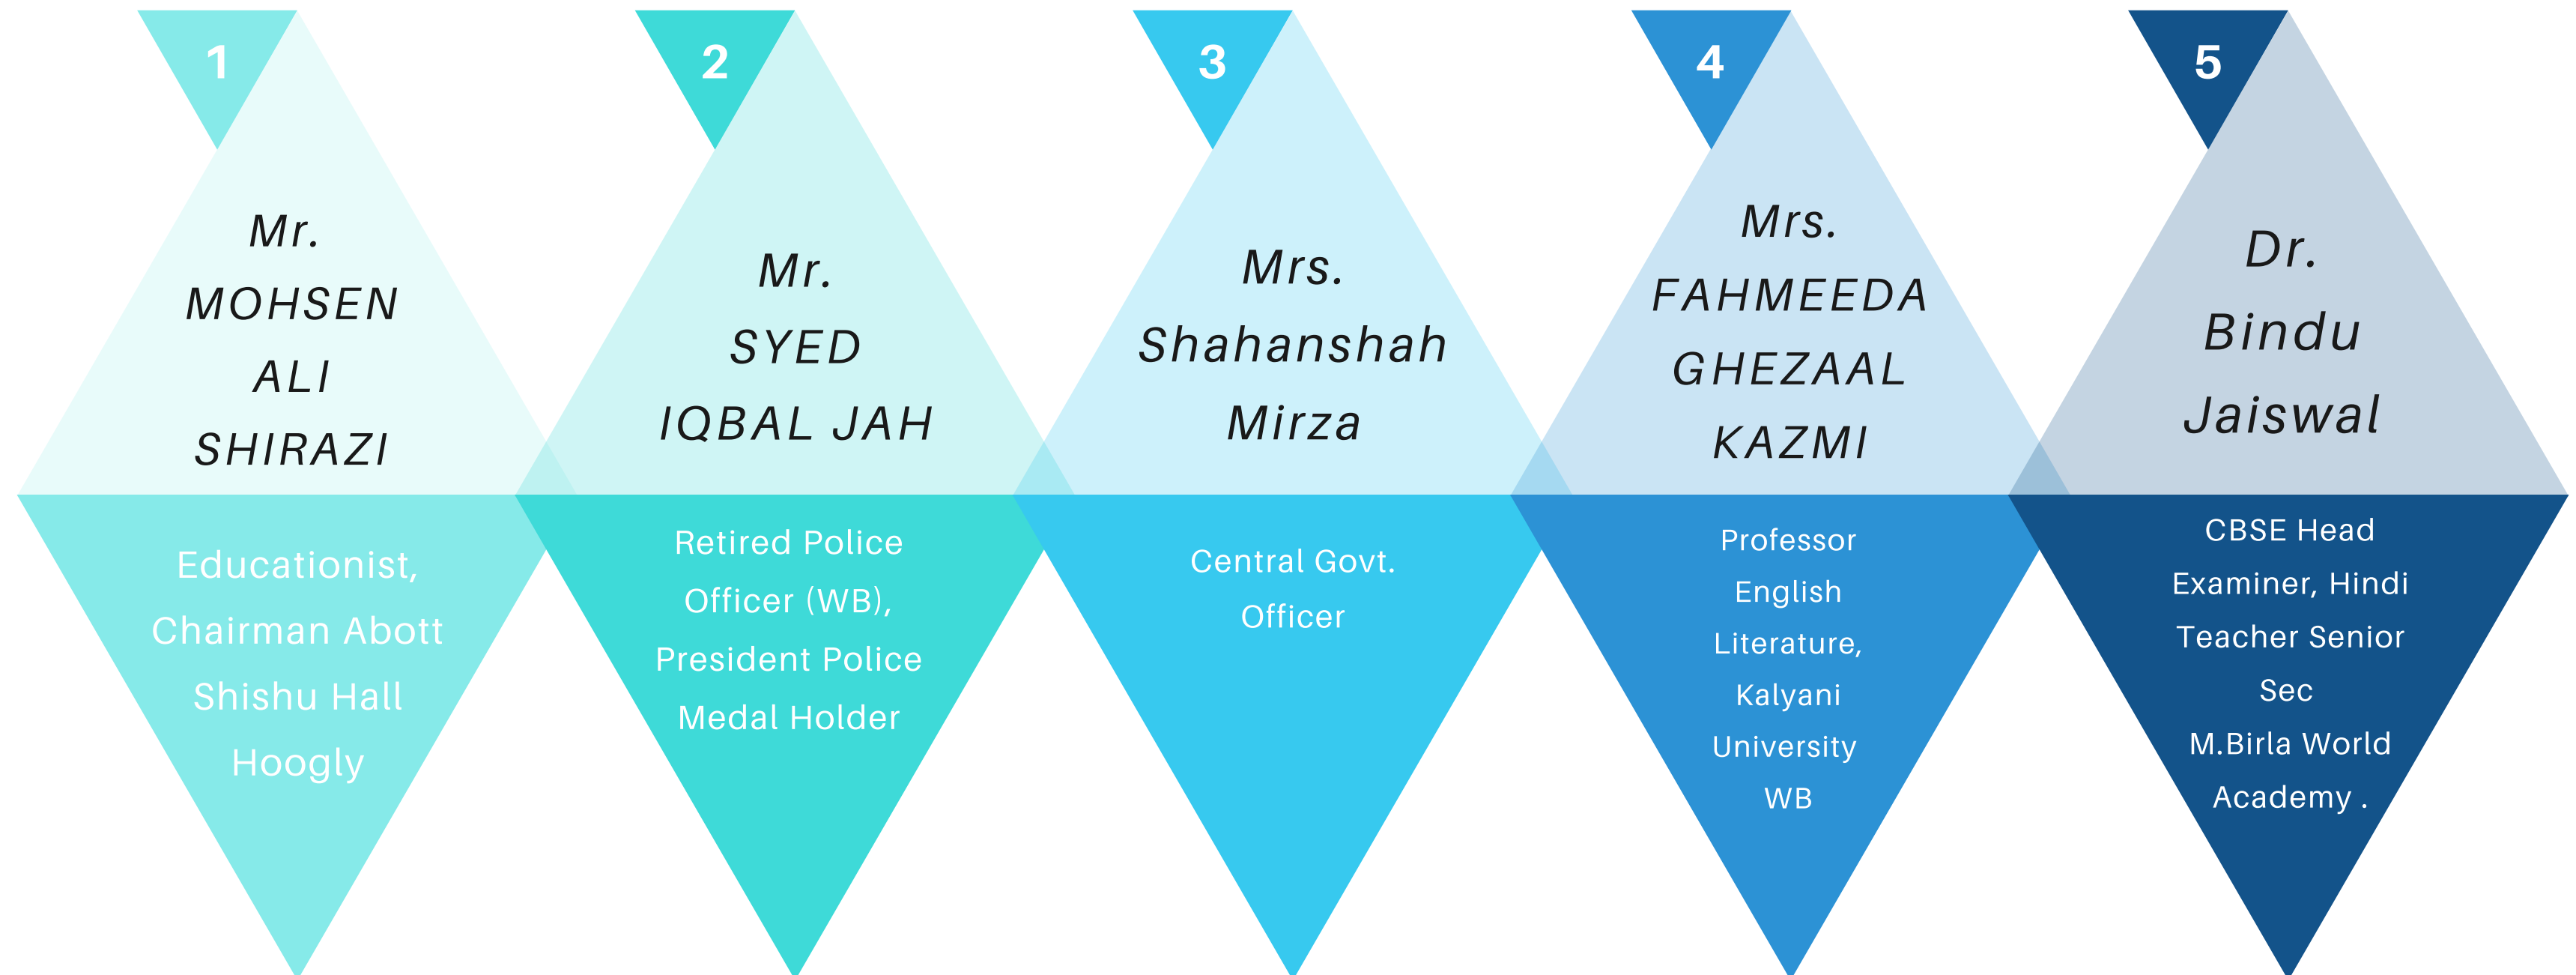 1
Mr.
MOHSEN
ALI
SHIRAZI
Educationist,
Chairman Abott
Shishu Hall
Hoogly
2
Mr.
SYED
IQBAL JAH
Retired Police
Officer (WB),
President Police
Medal Holder
3
Mrs.
Shahanshah
Mirza
Central Govt.
Officer
4
Mrs.
FAHMEEDA
GHEZAAL
KAZMI
Professor
English
Literature,
Kalyani
University
WB
5
Dr.
Bindu
Jaiswal
CBSE Head
Examiner, Hindi
Teacher Senior
Sec
M.Birla World
Academy .